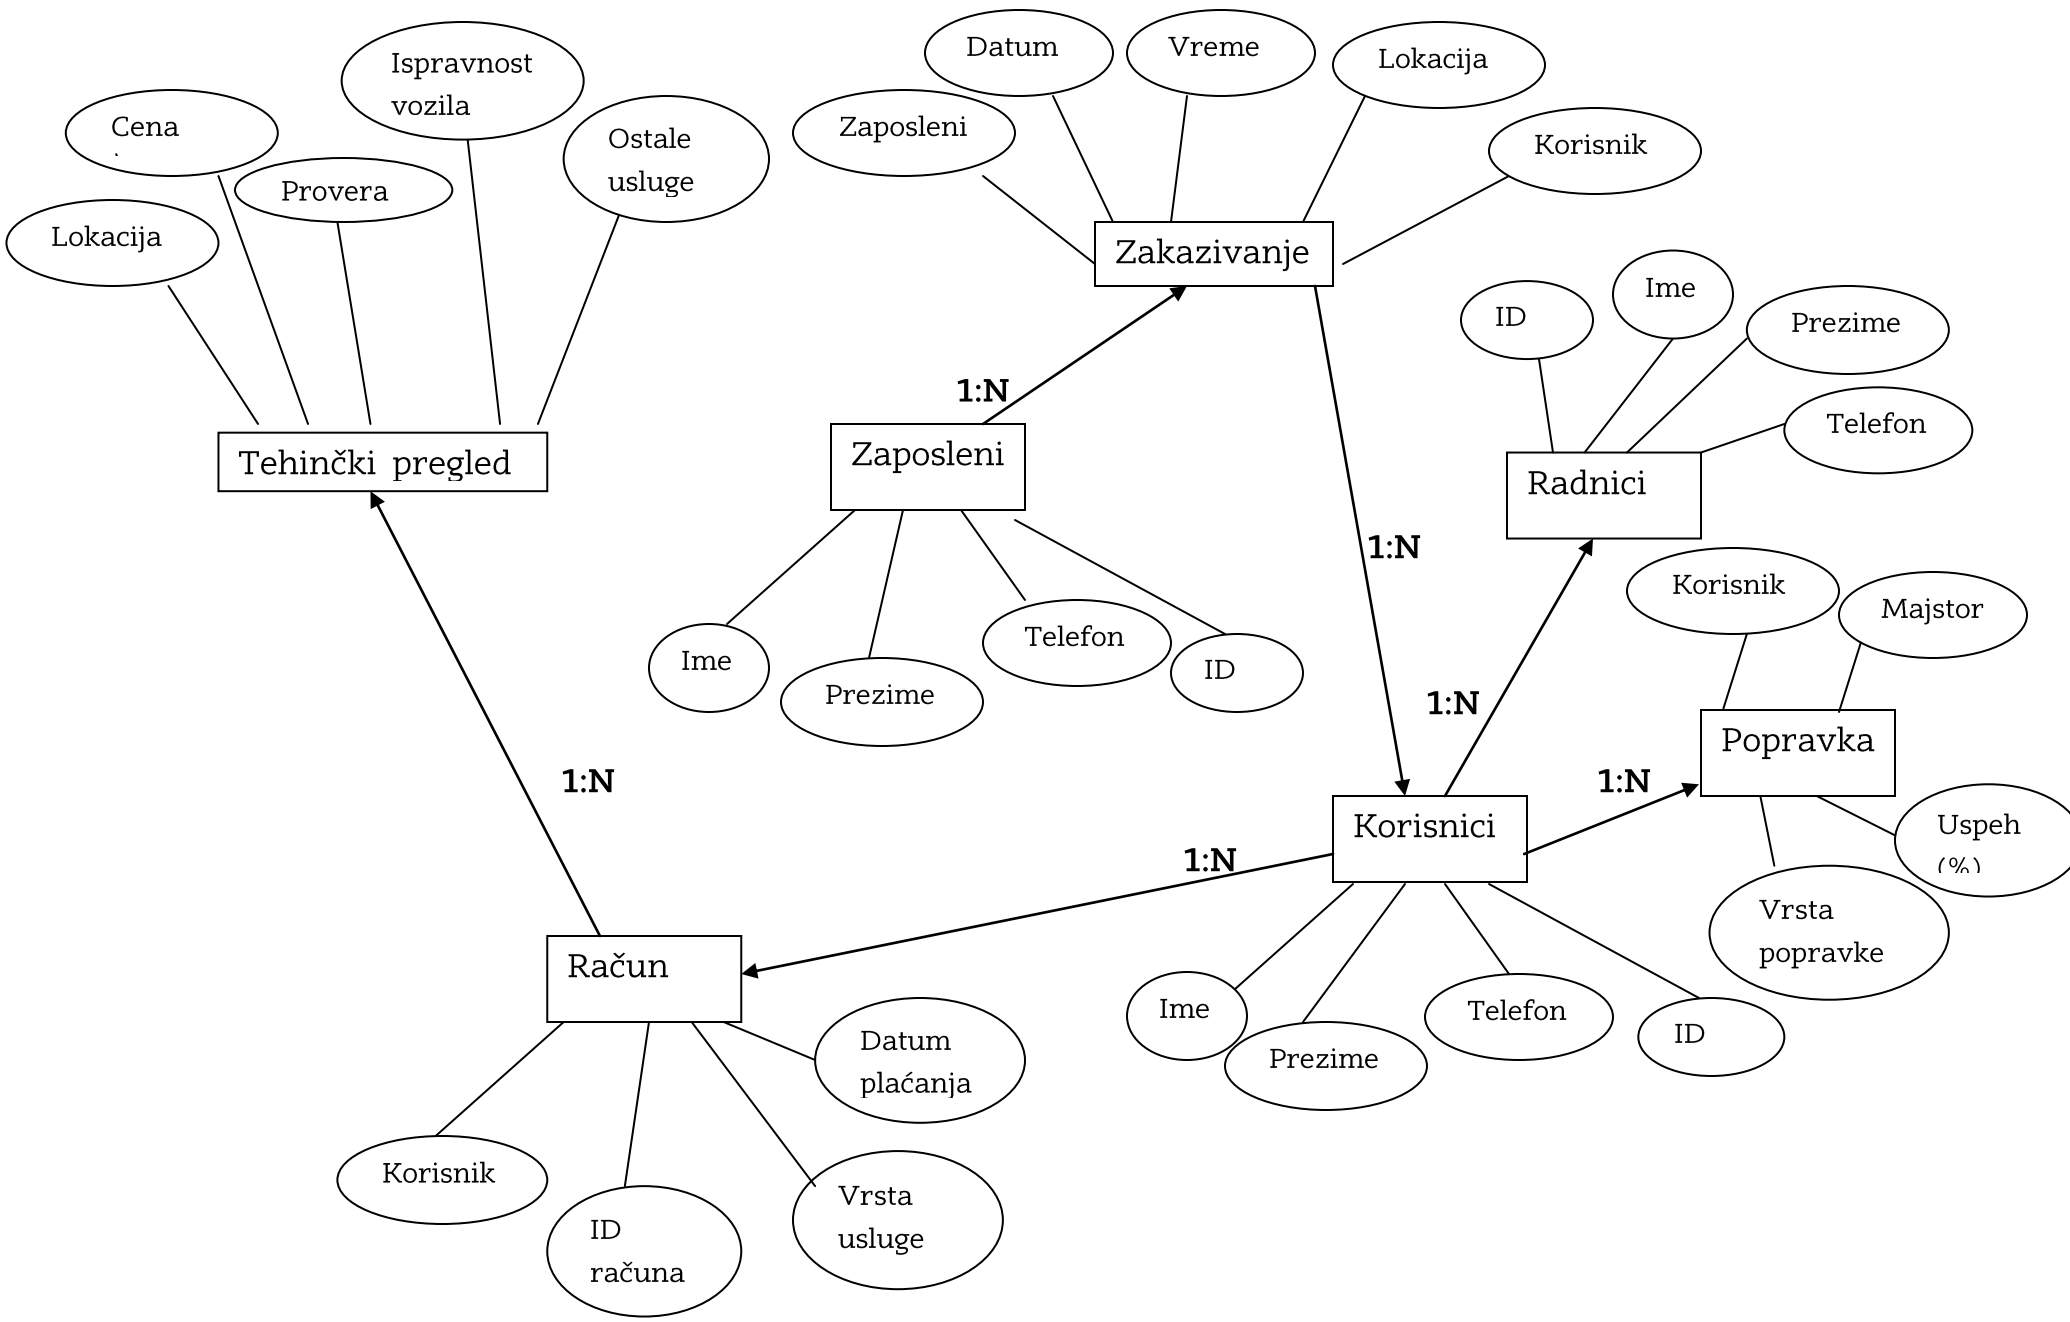 Datum
Vreme
Lokacija
Ispravnost
vozila
Cena
Ostale
usluge
Zaposleni
Korisnik
Provera
Lokacija
Zakazivanje
Ime
ID
Prezime
1:N
Telefon
Tehinčki pregled
Zaposleni
Radnici
1:N
Korisnik
Majstor
Telefon
Ime
ID
Prezime
1:N
Popravka
1:N
1:N
Korisnici
Uspeh
(%)
1:N
Vrsta
popravke
Račun
Ime
Telefon
ID
Prezime
Datum
plaćanja
Korisnik
Vrsta
usluge
ID
računa